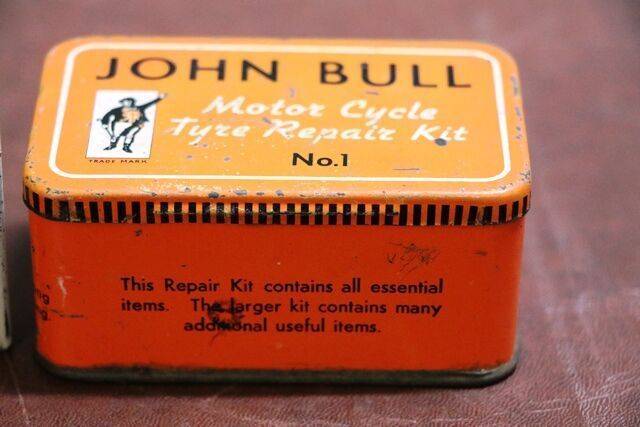 JOHN BULL
Motor Cycle
Tyre Repair Kit
No.1
TRADE MARK
This Repair Kit contains all essential
items. The larger kit contains many
additional useful items.